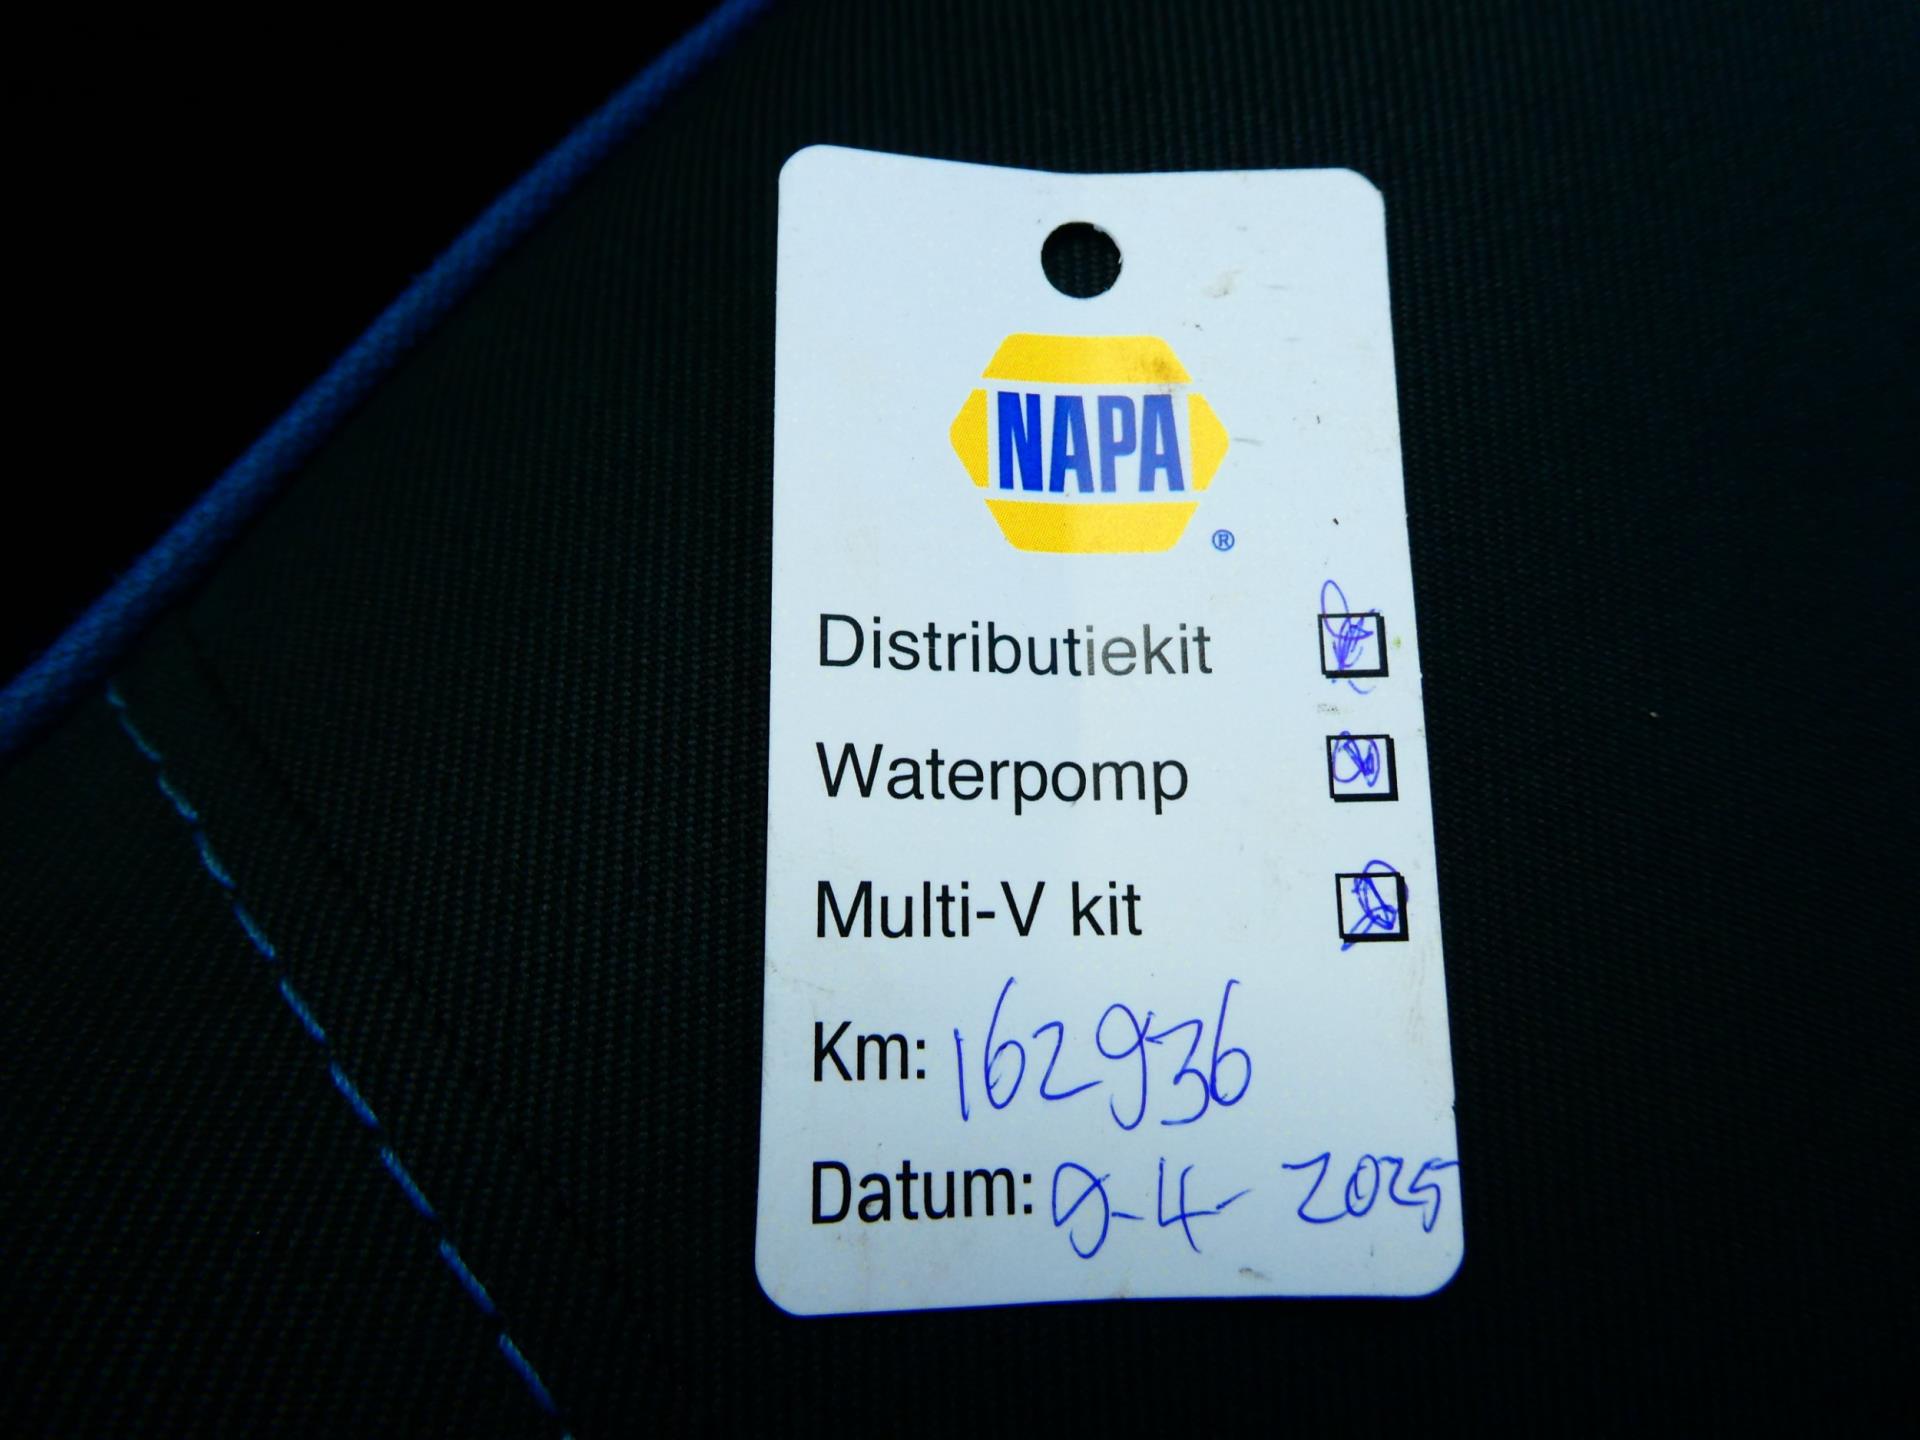 NAPA
®
Distributiekit
Waterpomp
Multi-V kit
Km: 162936
Datum: 9-4-2025